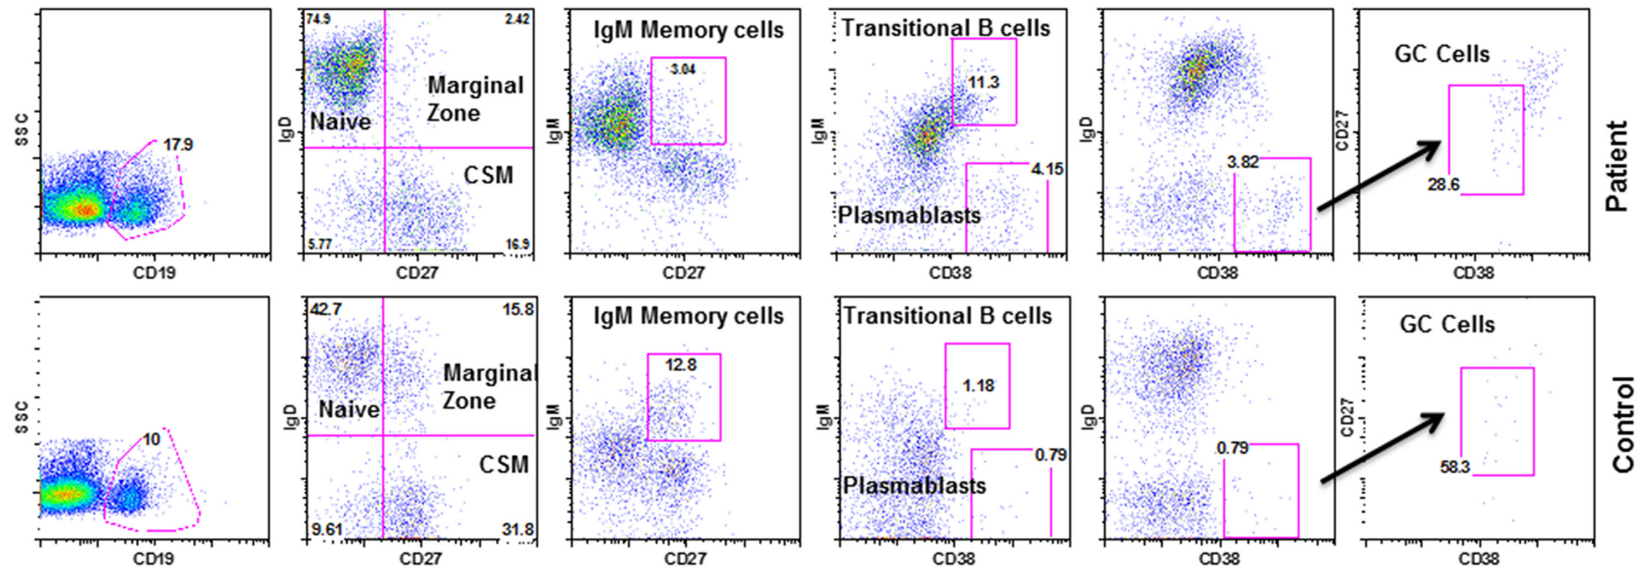 17.9
SSC
CD19
74.9
2.42
Marginal
Zone
Naive
CSM
IgD
5.77
16.9
CD27
IgM Memory cells
3.04
IgM
CD27
Transitional B cells
11.3
4.15
Plasmablasts
IgM
CD38
3.82
IgD
CD38
GC Cells
28.6
CD27
CD38
Patient
10
SSC
CD19
42.7
15.8
Marginal
Zone
Naive
CSM
IgD
9.61
31.8
CD27
IgM Memory cells
12.8
IgM
CD27
Transitional B cells
1.18
0.79
Plasmablasts
IgM
CD38
0.79
IgD
CD38
GC Cells
58.3
CD27
CD38
Control